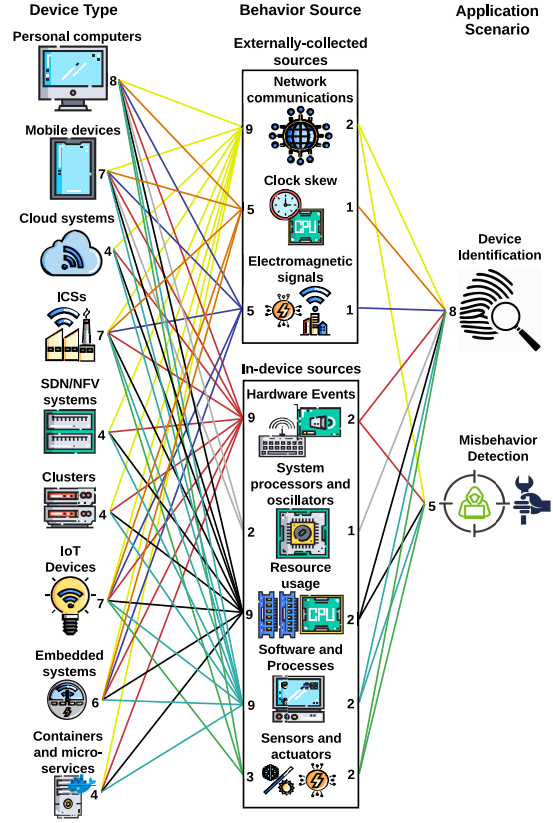 Device Type
Behavior Source
Application
Scenario
Personal computers
8
Mobile devices
7
Cloud systems
4
ICSs
7
SDN/NFV
systems
4
Clusters
4
IoT
Devices
7
Embedded
systems
6
Containers
and micro-
services
4
Externally-collected
sources
Network
communications
9
2
Clock skew
CPU
5
1
Electromagnetic
signals
5
1
In-device sources
Hardware Events
9
2
System
processors and
oscillators
2
1
Resource
usage
CPU
9
2
Software and
Processes
9
2
Sensors and
actuators
3
2
Device
Identification
8
Misbehavior
Detection
5